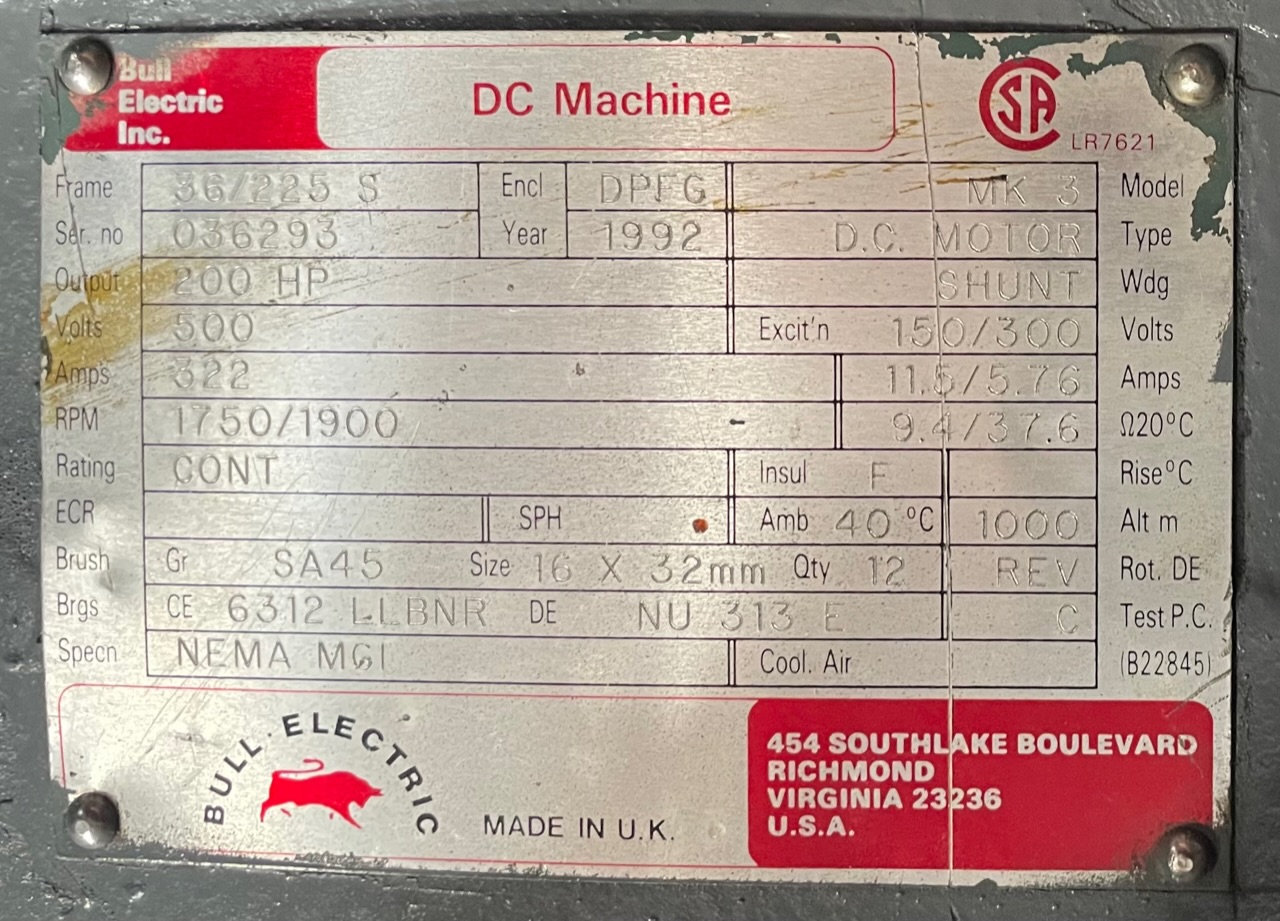 Bull
Electric
Inc.
DC Machine
CSA
LR7621
Frame 36/225 S Encl DPFG MK 3 Model
Ser. no 036293 Year 1992 D.C. MOTOR Type
Output 200 HP SHUNT Wdg
Volts 500 Excit'n 150/300 Volts
Amps 322 11.5/5.76 Amps
RPM 1750/1900 9.4/37.6 Ω20°C
Rating CONT Insul F Rise°C
ECR SPH Amb 40 °C 1000 Alt m
Brush Gr SA45 Size 16 X 32mm Qty 12 REV Rot. DE
Brgs CE 6312 LLBNR DE NU 313 E C Test P.C.
Specn NEMA MG1 Cool. Air (B22845)
BULL ELECTRIC
MADE IN U.K.
454 SOUTHLAKE BOULEVARD
RICHMOND
VIRGINIA 23236
U.S.A.